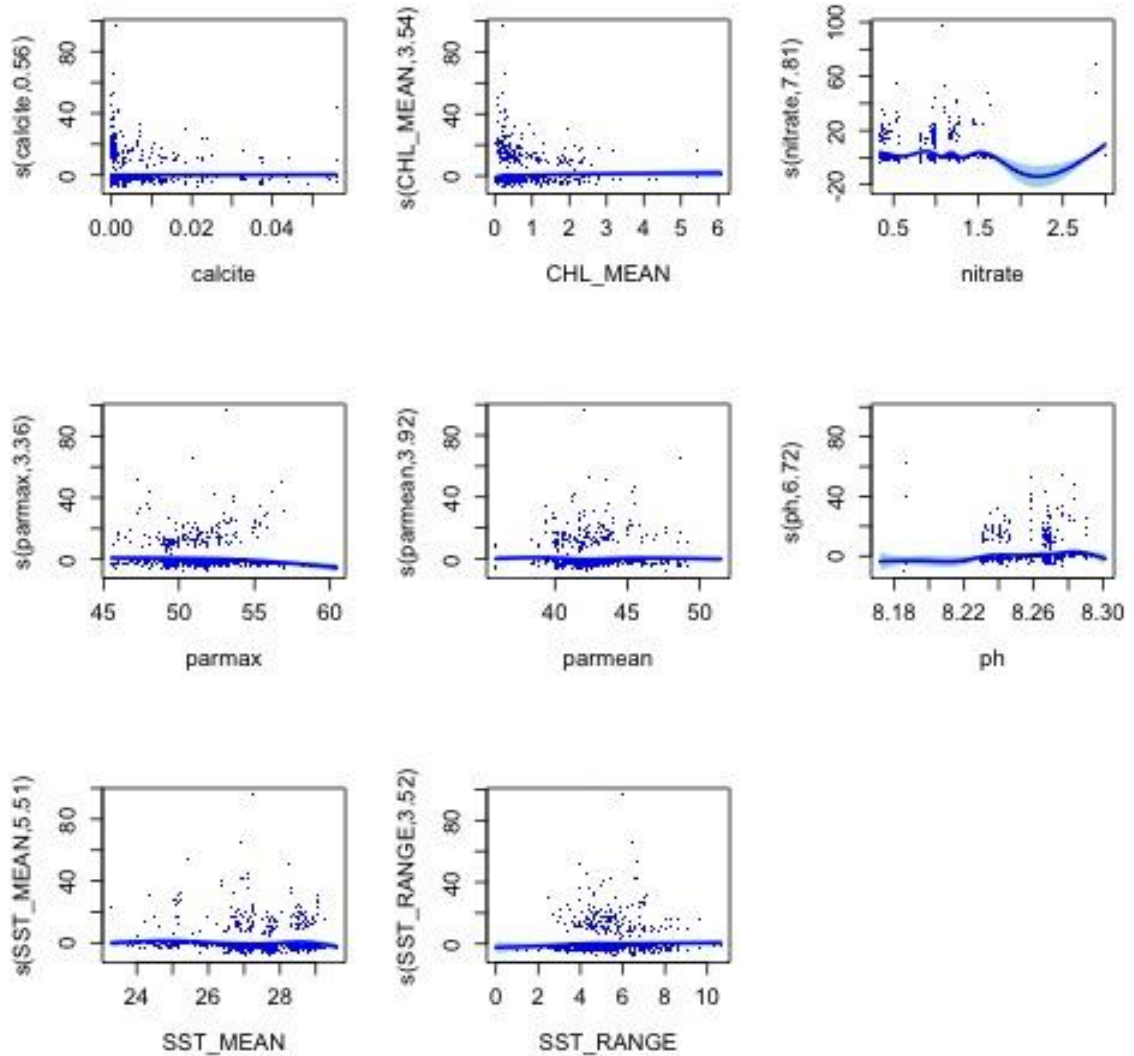 s(calcite,0.56)
80
40
0
0.00 0.02 0.04
calcite
s(CHL_MEAN,3.54)
80
40
0
0 1 2 3 4 5 6
CHL_MEAN
s(nitrate,7.81)
100
60
20
-20
0.5 1.5 2.5
nitrate
s(parmax,3.36)
80
40
0
45 50 55 60
parmax
s(parmean,3.92)
80
40
0
40 45 50
parmean
s(ph,6.72)
80
40
0
8.18 8.22 8.26 8.30
ph
s(SST_MEAN,5.51)
80
40
0
24 26 28
SST_MEAN
s(SST_RANGE,3.52)
80
40
0
0 2 4 6 8 10
SST_RANGE